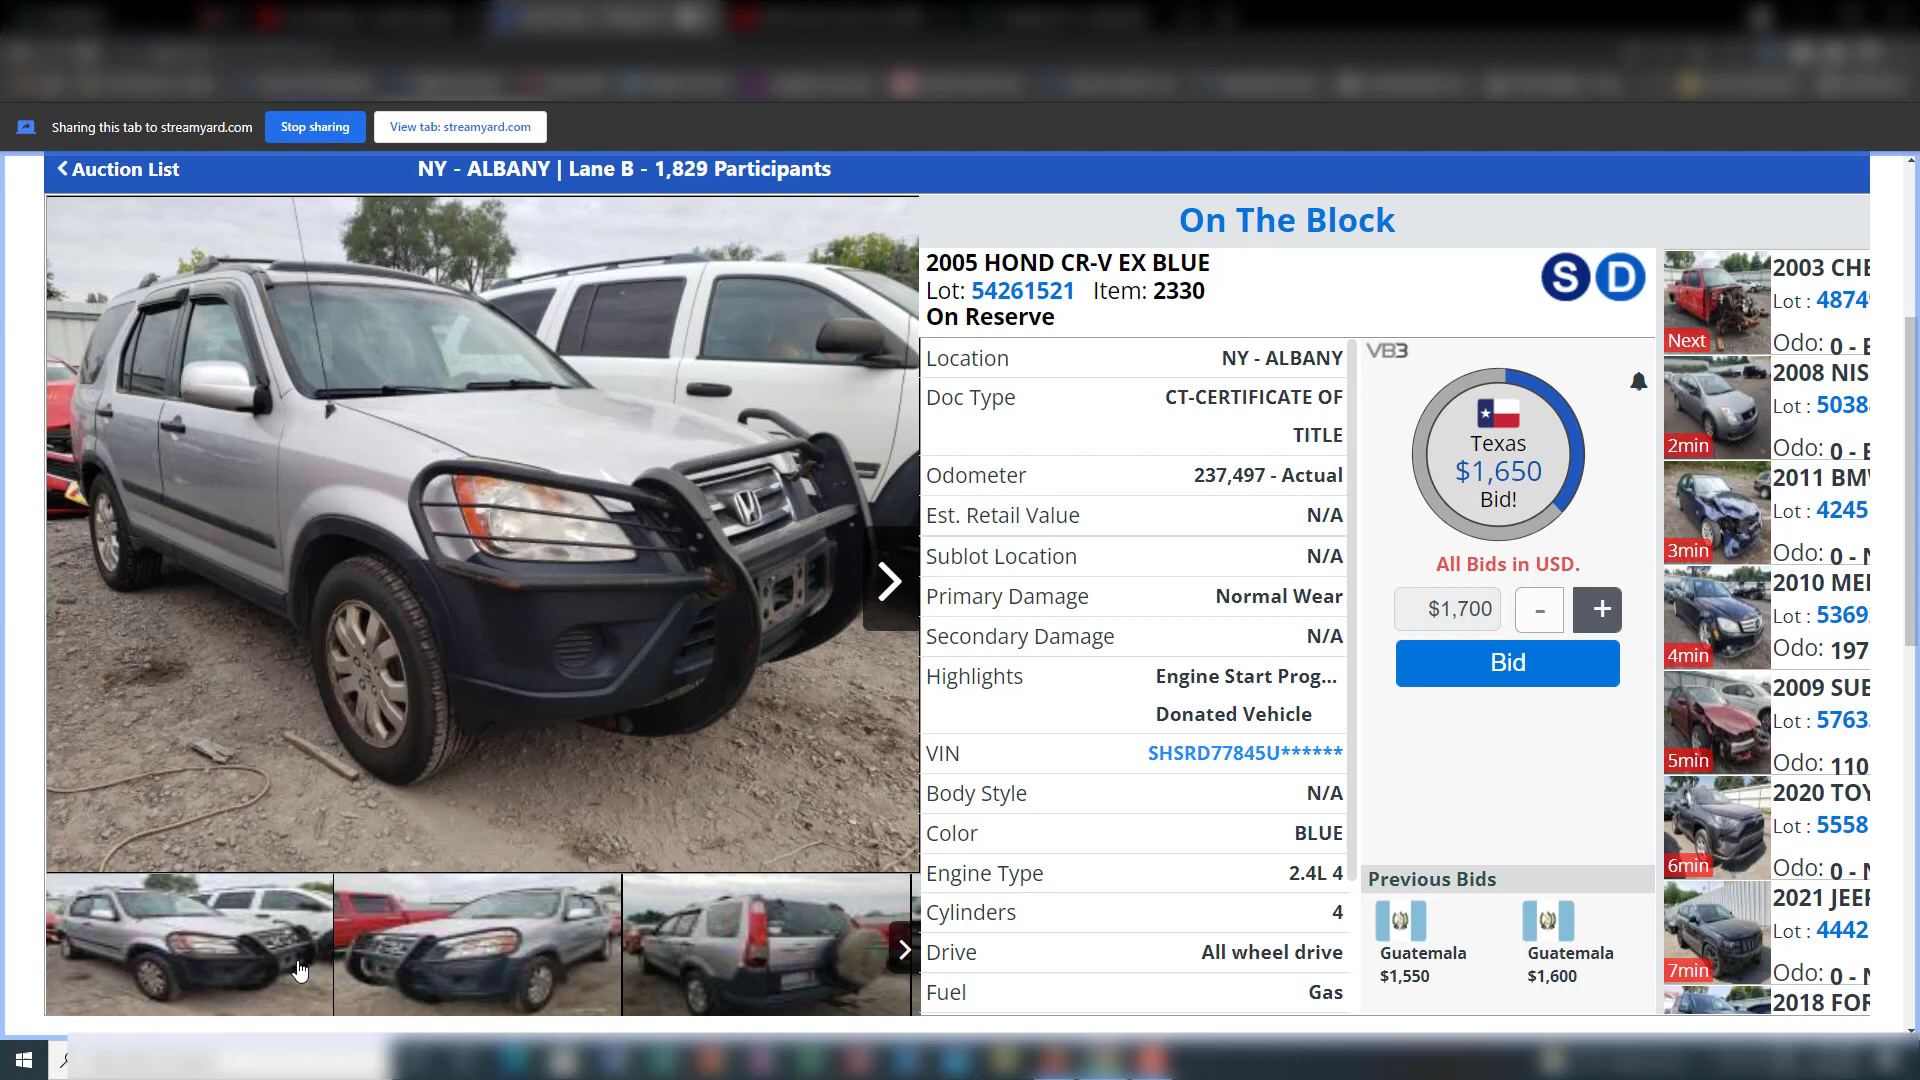 Sharing this tab to streamyard.com
Stop sharing
View tab: streamyard.com
Auction List
NY - ALBANY | Lane B - 1,829 Participants
On The Block
2005 HOND CR-V EX BLUE
Lot: 54261521 Item: 2330
On Reserve
S
D
Location NY - ALBANY
Doc Type CT-CERTIFICATE OF
TITLE
Odometer 237,497 - Actual
Est. Retail Value N/A
Sublot Location N/A
Primary Damage Normal Wear
Secondary Damage N/A
Highlights Engine Start Prog...
Donated Vehicle
VIN SHSRD77845U******
Body Style N/A
Color BLUE
Engine Type 2.4L 4
Cylinders 4
Drive All wheel drive
Fuel Gas
VB3
Texas
$1,650
Bid!
All Bids in USD.
$1,700 - +
Bid
Previous Bids
Guatemala
$1,550
Guatemala
$1,600
2003 CHE
Lot : 4874
Next
Odo: 0 - E
2008 NIS
Lot : 5038
2min
Odo: 0 - E
2011 BM
Lot : 4245
3min
Odo: 0 - N
2010 ME
Lot : 5369
4min
Odo: 197
2009 SUB
Lot : 5763
5min
Odo: 110
2020 TOY
Lot : 5558
6min
Odo: 0 - N
2021 JEEP
Lot : 4442
7min
Odo: 0 - N
2018 FOR